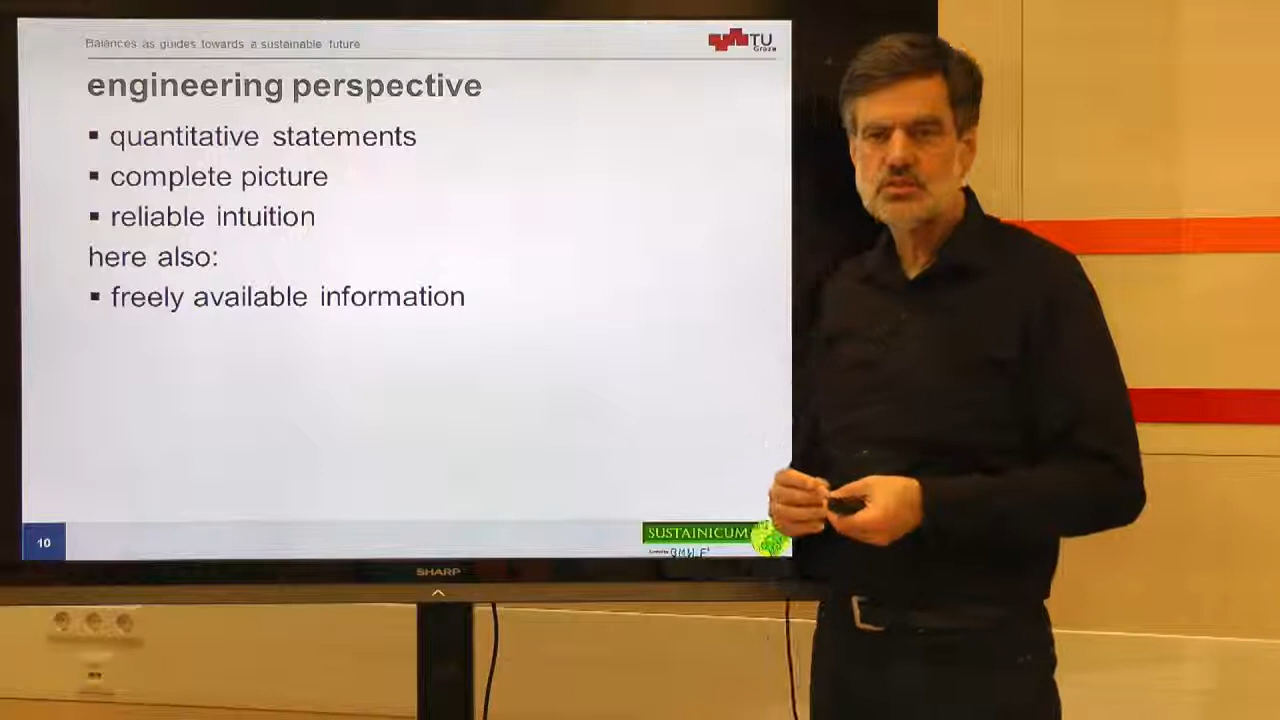 Balances as guides towards a sustainable future
TU
Graz
engineering perspective
▪ quantitative statements
▪ complete picture
▪ reliable intuition
here also:
▪ freely available information
10
SUSTAINICUM
SHARP